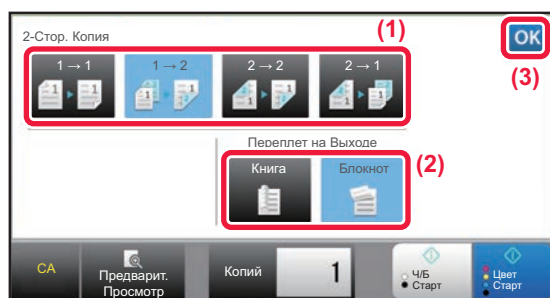 2-Стор. Копия
(1)
OK
(3)
1 → 1
1 → 2
2 → 2
2 → 1
Переплет на Выходе
Книга
Блокнот
(2)
CA
Предварит.
Просмотр
Копий
1
Ч/Б
Старт
Цвет
Старт